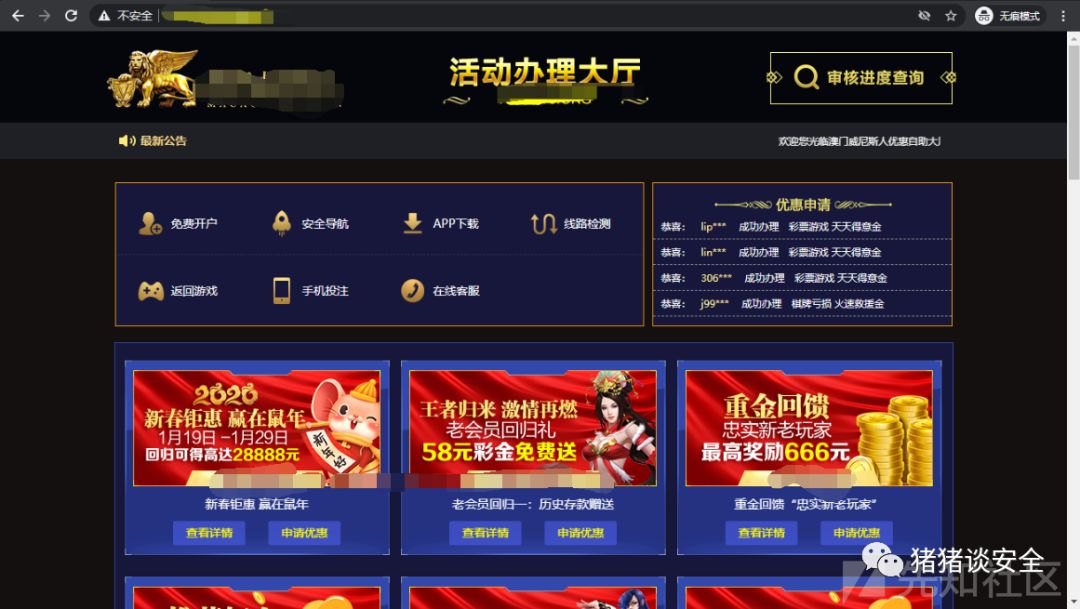 不安全
无痕模式
活动办理大厅
审核进度查询
最新公告
欢迎您光临澳门威尼斯人优惠自助大
免费开户
安全导航
APP下载
线路检测
返回游戏
手机投注
在线客服
优惠申请
恭喜: lip*** 成功办理 彩票游戏 天天得意金
恭喜: lin*** 成功办理 彩票游戏 天天得意金
恭喜: 306*** 成功办理 彩票游戏 天天得意金
恭喜: j99*** 成功办理 棋牌亏损 火速救援金
2020
新春钜惠 赢在鼠年
1月19日-1月29日
回归可得高达28888元
新年好
新春钜惠 赢在鼠年
查看详情
申请优惠
王者归来 激情再燃
老会员回归礼
58元彩金免费送
老会员回归一：历史存款赠送
查看详情
申请优惠
重金回馈
忠实新老玩家
最高奖励666元
重金回馈 “忠实新老玩家”
查看详情
申请优惠
猪猪谈安全
先知社区